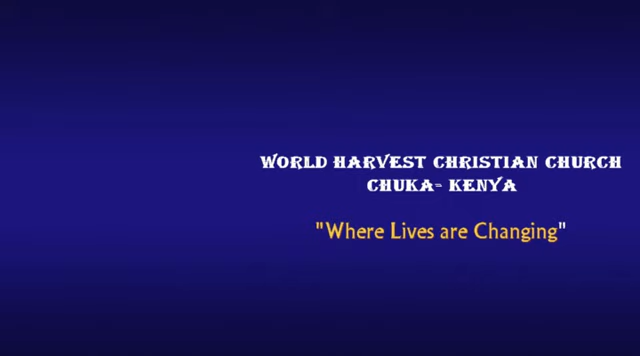 WORLD HARVEST CHRISTIAN CHURCH
CHUKA= KENYA
"Where Lives are Changing"